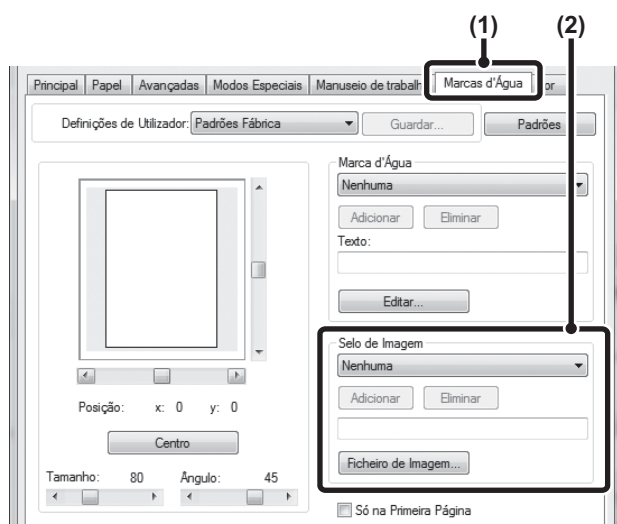 (1) (2)
Principal Papel Avançadas Modos Especiais Manuseio de trabalh Marcas d'Água or
Definições de Utilizador: Padrões Fábrica Guardar... Padrões
Marca d'Água
Nenhuma
Adicionar Eliminar
Texto:
Editar...
Selo de Imagem
Nenhuma
Adicionar Eliminar
Ficheiro de Imagem...
Só na Primeira Página
Posição: x: 0 y: 0
Centro
Tamanho: 80 Ângulo: 45